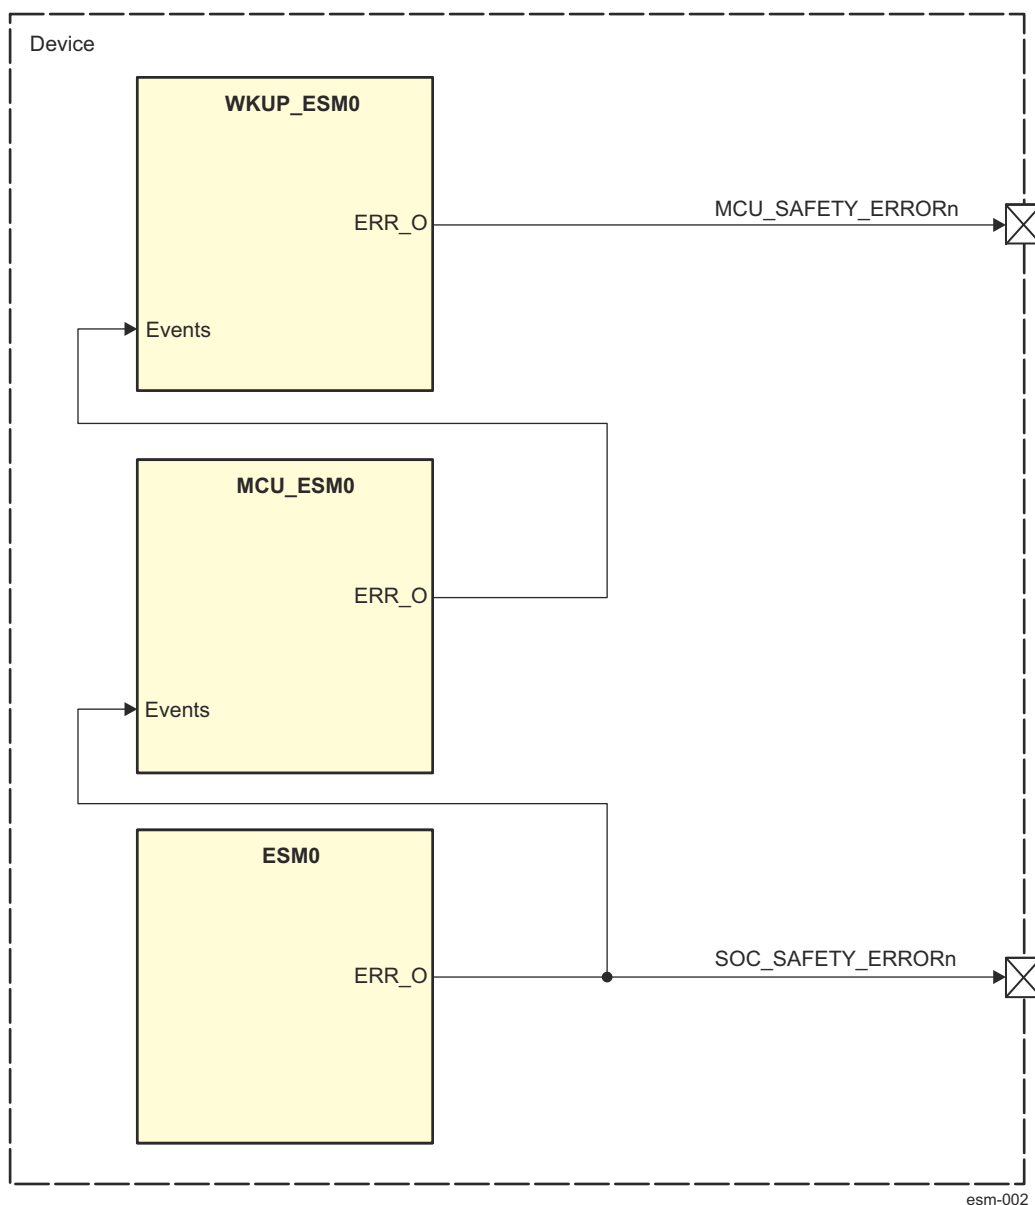 Device
WKUP_ESM0
MCU_SAFETY_ERRORn
ERR_O
Events
MCU_ESM0
ERR_O
Events
ESM0
SOC_SAFETY_ERRORn
ERR_O
esm-002